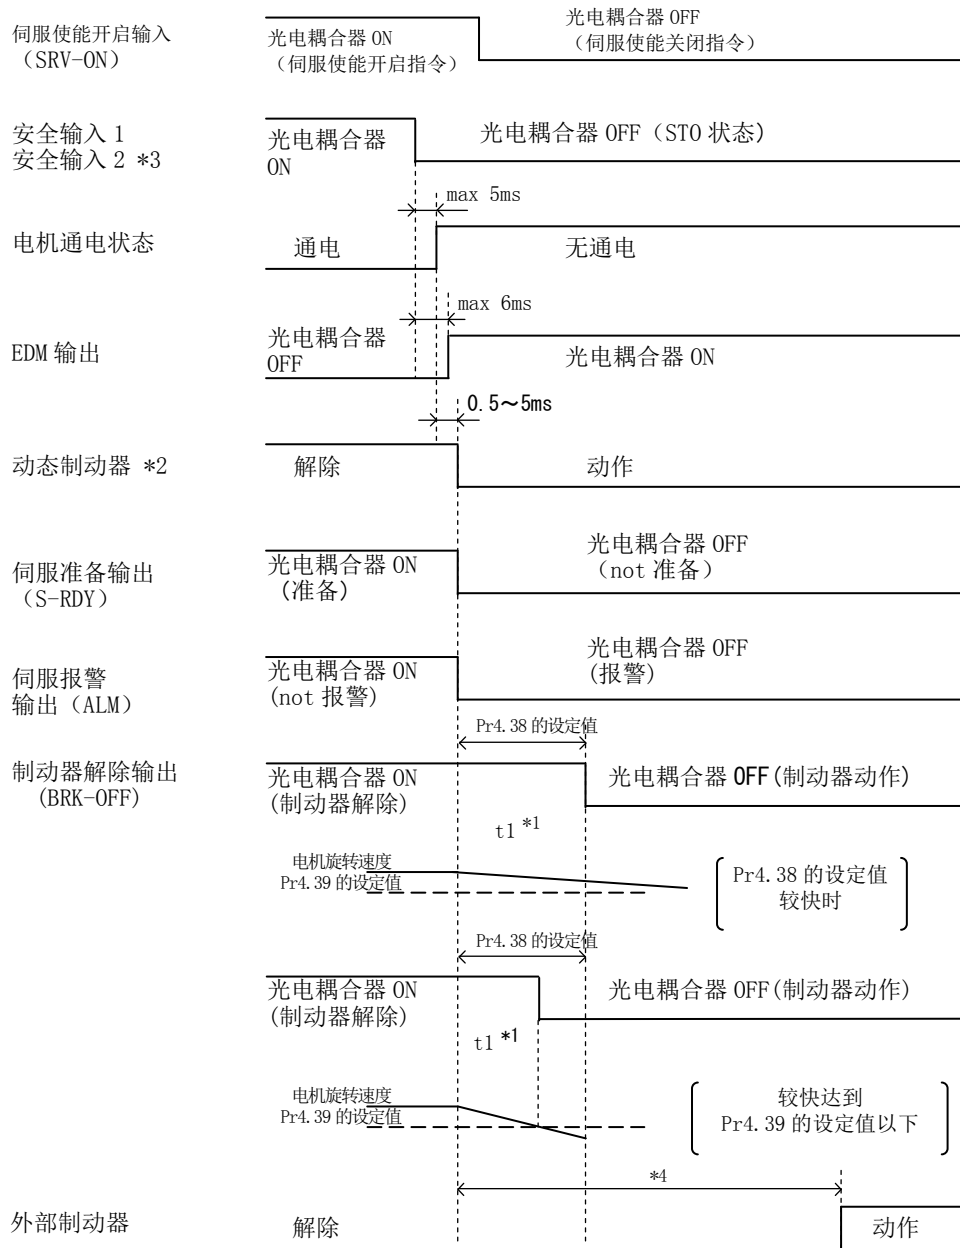 伺服使能开启输入
（SRV-ON）
光电耦合器 ON
（伺服使能开启指令）
光电耦合器 OFF
（伺服使能关闭指令）
安全输入 1
安全输入 2 *3
光电耦合器
ON
光电耦合器 OFF（STO 状态）
max 5ms
电机通电状态
通电
无通电
max 6ms
EDM 输出
光电耦合器
OFF
光电耦合器 ON
0.5～5ms
动态制动器 *2
解除
动作
伺服准备输出
（S-RDY）
光电耦合器 ON
(准备)
光电耦合器 OFF
（not 准备）
伺服报警
输出（ALM）
光电耦合器 ON
(not 报警)
光电耦合器 OFF
(报警)
Pr4.38 的设定值
制动器解除输出
(BRK-OFF)
光电耦合器 ON
(制动器解除)
光电耦合器 OFF(制动器动作)
t1 *1
电机旋转速度
Pr4.39 的设定值
Pr4.38 的设定值
较快时
Pr4.38 的设定值
光电耦合器 ON
(制动器解除)
光电耦合器 OFF(制动器动作)
t1 *1
电机旋转速度
Pr4.39 的设定值
较快达到
Pr4.39 的设定值以下
*4
外部制动器
解除
动作